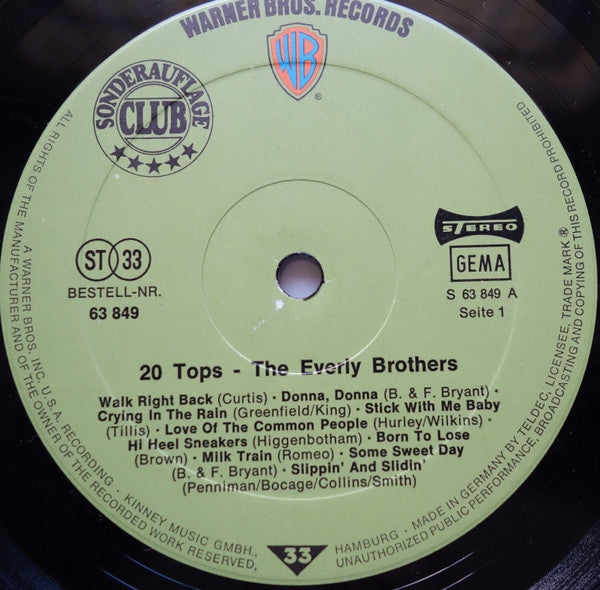 WARNER BROS. RECORDS
WB
®
SONDERAUFLAGE
CLUB
ST 33
BESTELL-NR.
63 849
STEREO
GEMA
S 63 849 A
Seite 1
20 Tops - The Everly Brothers
Walk Right Back (Curtis) · Donna, Donna (B. & F. Bryant) ·
Crying In The Rain (Greenfield/King) · Stick With Me Baby
(Tillis) · Love Of The Common People (Hurley/Wilkins) ·
Hi Heel Sneakers (Higgenbotham) · Born To Lose
(Brown) · Milk Train (Romeo) · Some Sweet Day
(B. & F. Bryant) · Slippin' And Slidin'
(Penniman/Bocage/Collins/Smith)
33
ALL RIGHTS OF THE MANUFACTURER AND OF THE OWNER OF THE RECORDED WORK RESERVED,
A WARNER BROS. INC., U.S.A. RECORDING · KINNEY MUSIC GMBH.,
HAMBURG · MADE IN GERMANY BY TELDEC, LICENSEE, TRADE MARK ®
UNAUTHORIZED PUBLIC PERFORMANCE, BROADCASTING AND COPYING OF THIS RECORD PROHIBITED